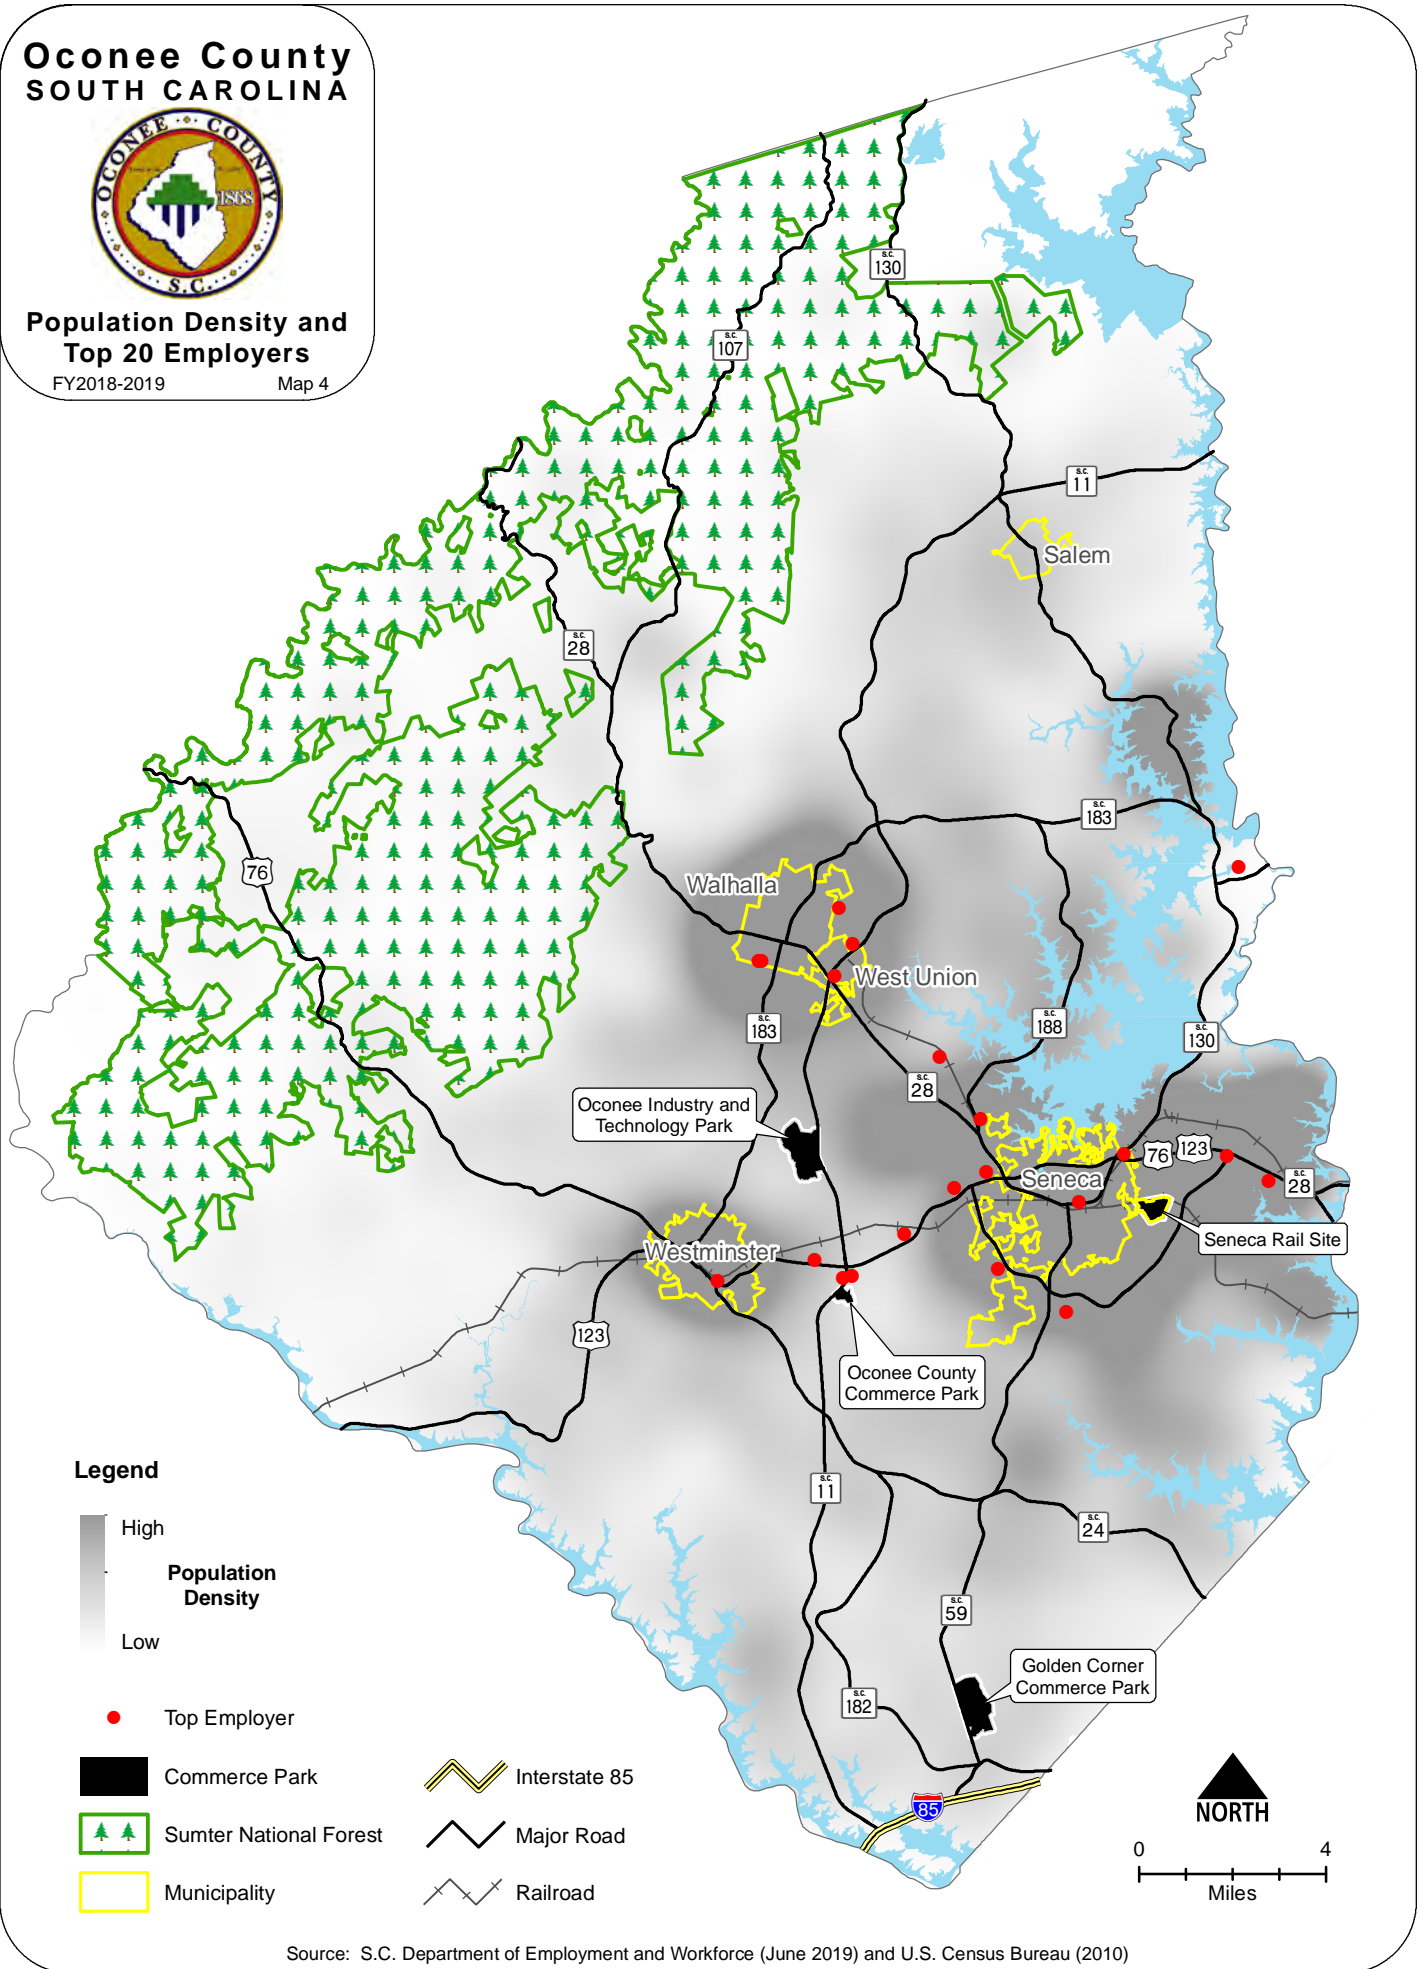 Oconee County
SOUTH CAROLINA
OCONEE COUNTY
1868
S.C.
Population Density and
Top 20 Employers
FY2018-2019 Map 4
S.C.
130
S.C.
107
S.C.
11
Salem
S.C.
28
S.C.
183
76
Walhalla
West Union
S.C.
183
S.C.
188
S.C.
130
S.C.
28
Oconee Industry and
Technology Park
76
123
Seneca
S.C.
28
Seneca Rail Site
Westminster
123
Oconee County
Commerce Park
S.C.
11
S.C.
24
S.C.
59
Golden Corner
Commerce Park
S.C.
182
85
Legend
High
Population
Density
Low
Top Employer
Commerce Park
Interstate 85
Sumter National Forest
Major Road
Municipality
Railroad
NORTH
0 4
Miles
Source: S.C. Department of Employment and Workforce (June 2019) and U.S. Census Bureau (2010)